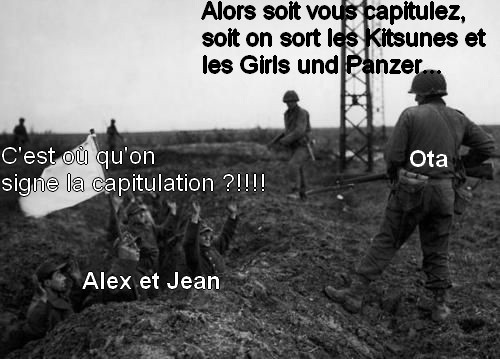 Alors soit vous capitulez,
soit on sort les Kitsunes et
les Girls und Panzer...
C'est où qu'on
signe la capitulation ?!!!!
Ota
Alex et Jean